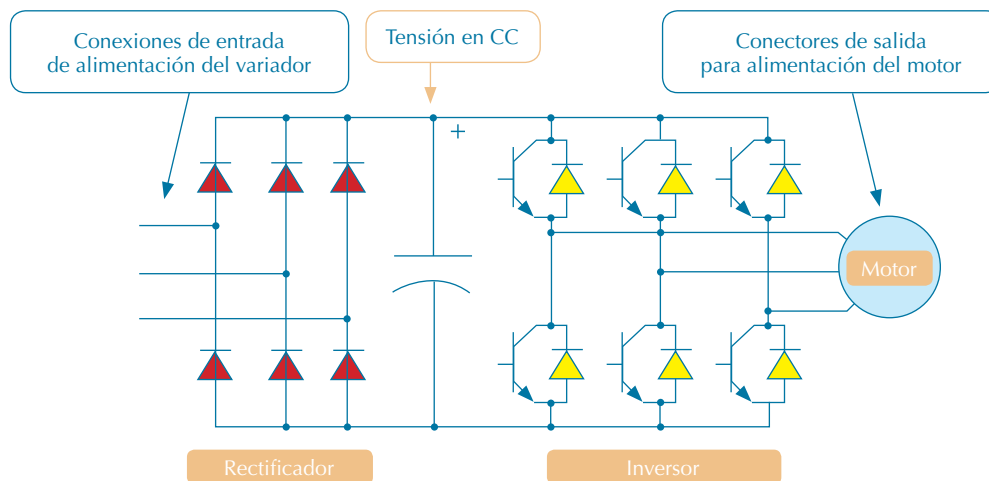 Conexiones de entrada
de alimentación del variador
Tensión en CC
Conectores de salida
para alimentación del motor
+
Motor
Rectificador
Inversor